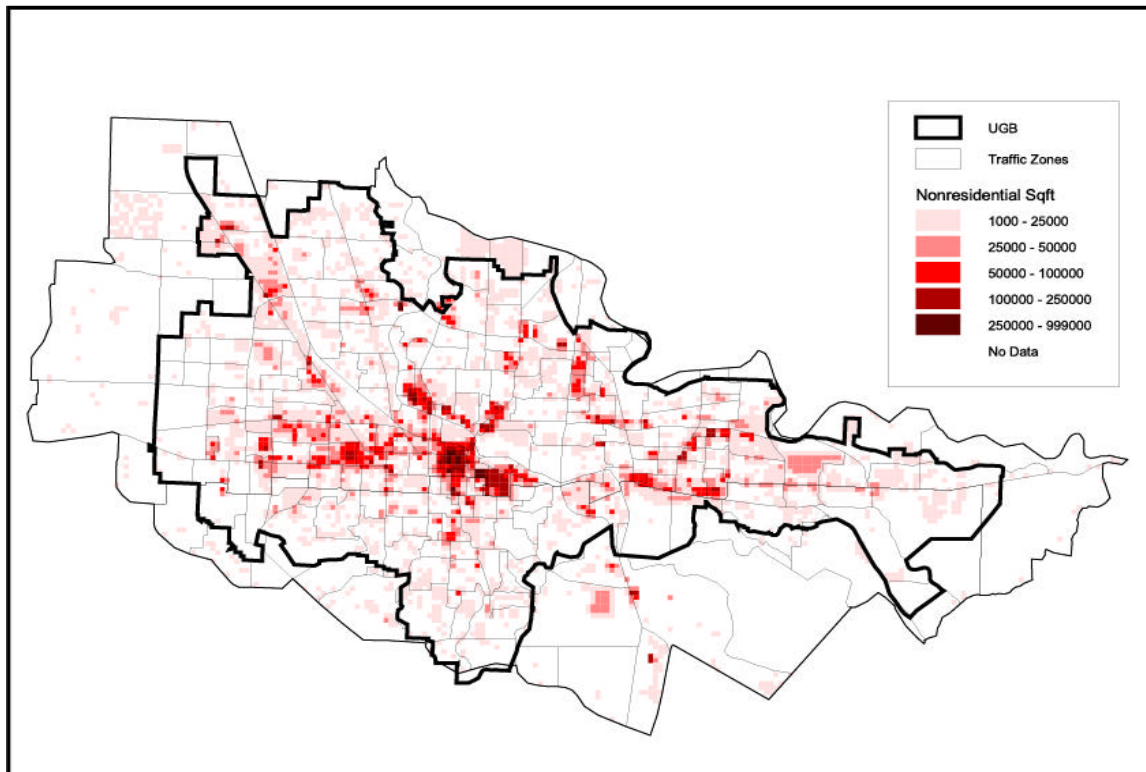 UGB
Traffic Zones
Nonresidential Sqft
1000 - 25000
25000 - 50000
50000 - 100000
100000 - 250000
250000 - 999000
No Data